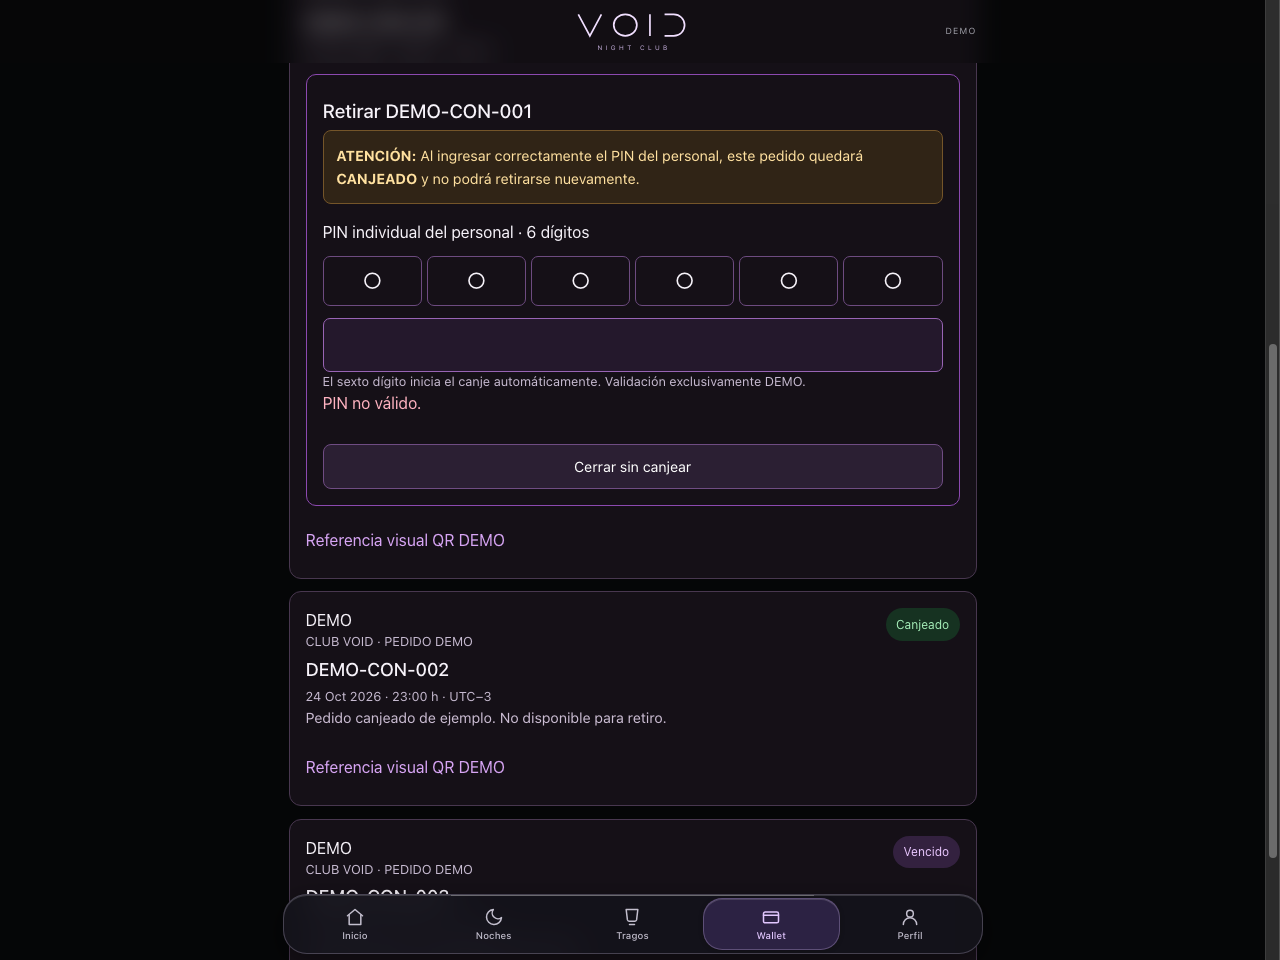 VOID
NIGHT CLUB
DEMO
Retirar DEMO-CON-001
ATENCIÓN: Al ingresar correctamente el PIN del personal, este pedido quedará
CANJEADO y no podrá retirarse nuevamente.
PIN individual del personal · 6 dígitos
El sexto dígito inicia el canje automáticamente. Validación exclusivamente DEMO.
PIN no válido.
Cerrar sin canjear
Referencia visual QR DEMO
DEMO
Canjeado
CLUB VOID · PEDIDO DEMO
DEMO-CON-002
24 Oct 2026 · 23:00 h · UTC−3
Pedido canjeado de ejemplo. No disponible para retiro.
Referencia visual QR DEMO
DEMO
Vencido
CLUB VOID · PEDIDO DEMO
Inicio
Noches
Tragos
Wallet
Perfil